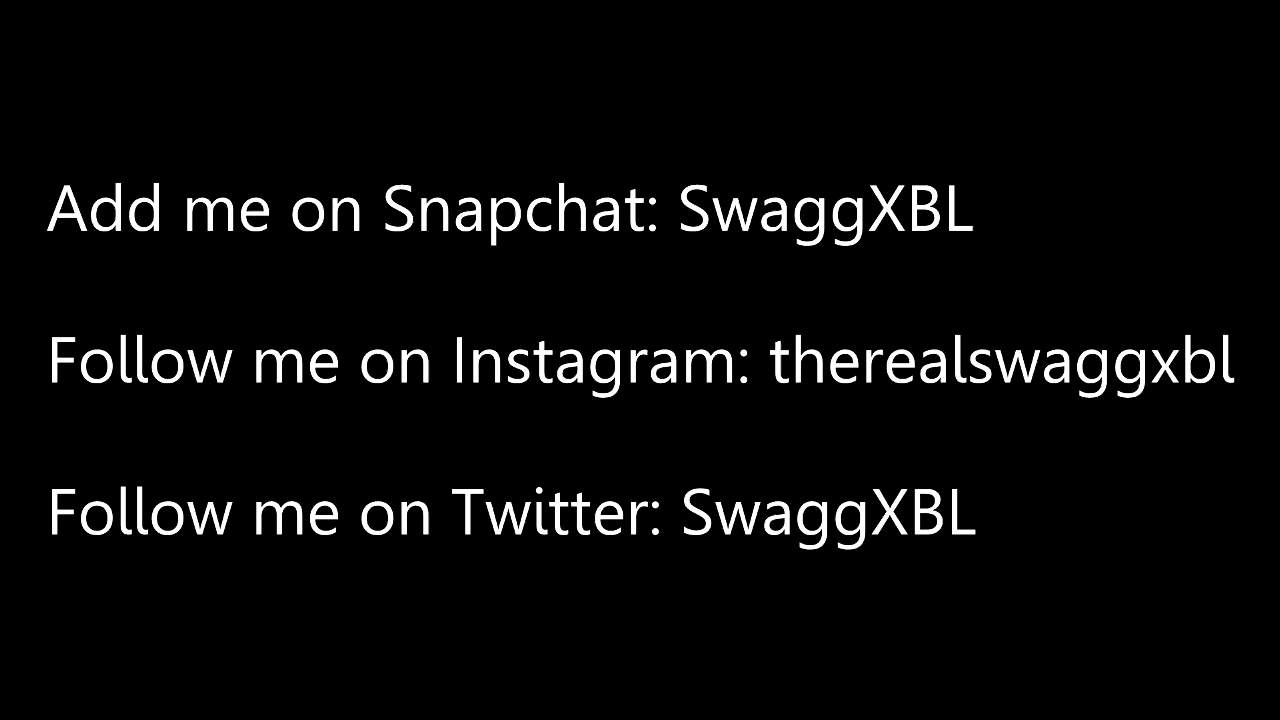 Add me on Snapchat: SwaggXBL
Follow me on Instagram: therealswaggxbl
Follow me on Twitter: SwaggXBL